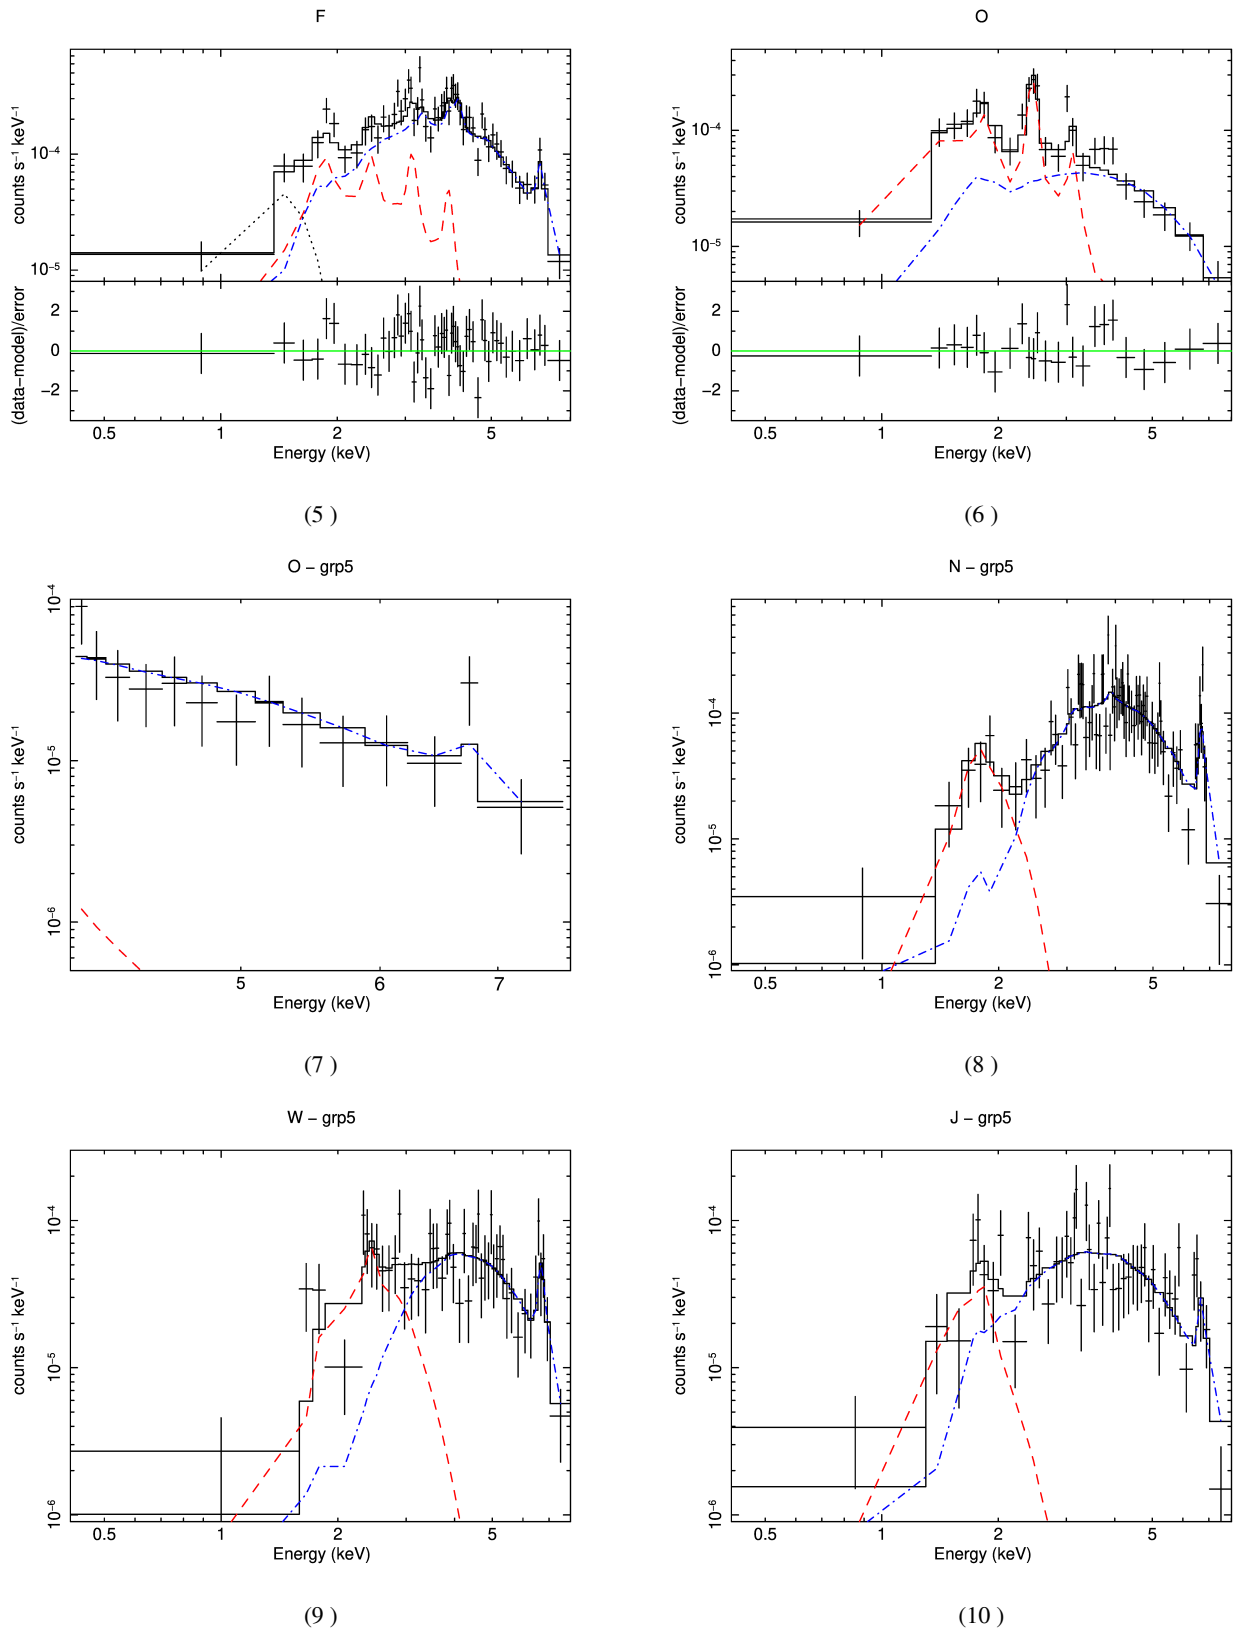 F
O
counts s⁻¹ keV⁻¹
10⁻⁴
10⁻⁵
(data−model)/error
2
0
−2
0.5
1
2
5
Energy (keV)
counts s⁻¹ keV⁻¹
10⁻⁴
10⁻⁵
(data−model)/error
2
0
−2
0.5
1
2
5
Energy (keV)
(5 )
(6 )
O − grp5
N − grp5
counts s⁻¹ keV⁻¹
10⁻⁴
10⁻⁵
10⁻⁶
5
6
7
Energy (keV)
counts s⁻¹ keV⁻¹
10⁻⁴
10⁻⁵
10⁻⁶
0.5
1
2
5
Energy (keV)
(7 )
(8 )
W − grp5
J − grp5
counts s⁻¹ keV⁻¹
10⁻⁴
10⁻⁵
10⁻⁶
0.5
1
2
5
Energy (keV)
counts s⁻¹ keV⁻¹
10⁻⁴
10⁻⁵
10⁻⁶
0.5
1
2
5
Energy (keV)
(9 )
(10 )